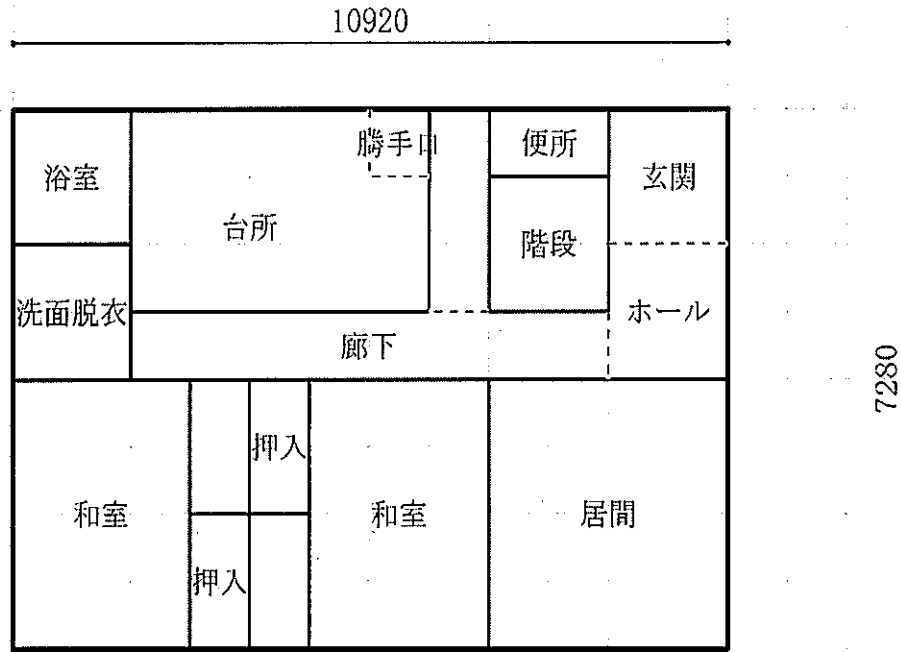 10920
勝手口
便所
浴室
玄関
台所
階段
洗面脱衣
ホール
廊下
7280
押入
和室
和室
居間
押入